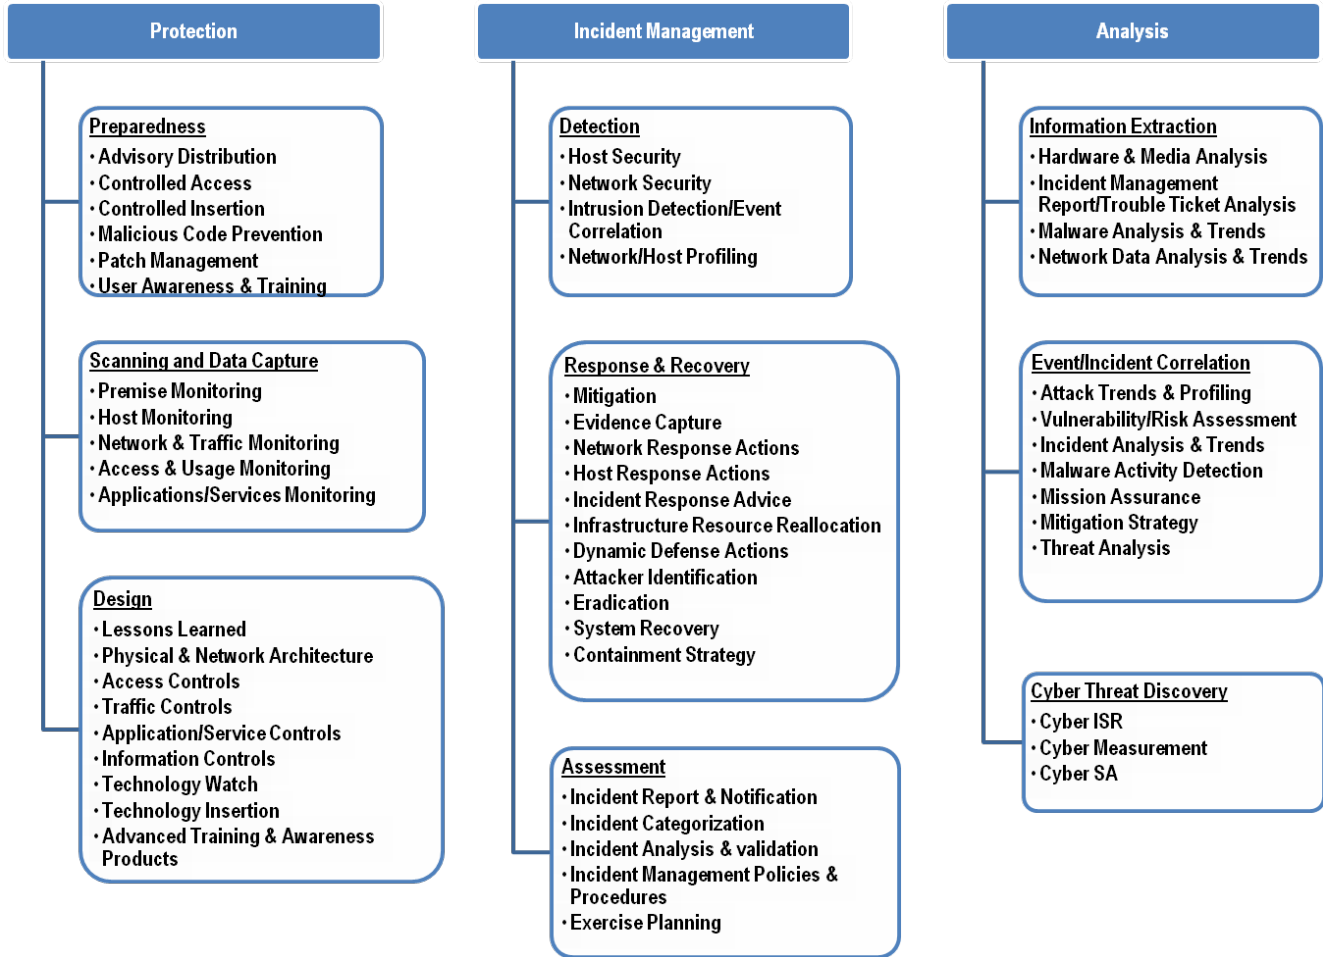 Protection
Preparedness
· Advisory Distribution
· Controlled Access
· Controlled Insertion
· Malicious Code Prevention
· Patch Management
· User Awareness & Training
Scanning and Data Capture
· Premise Monitoring
· Host Monitoring
· Network & Traffic Monitoring
· Access & Usage Monitoring
· Applications/Services Monitoring
Design
· Lessons Learned
· Physical & Network Architecture
· Access Controls
· Traffic Controls
· Application/Service Controls
· Information Controls
· Technology Watch
· Technology Insertion
· Advanced Training & Awareness
Products
Incident Management
Detection
· Host Security
· Network Security
· Intrusion Detection/Event
Correlation
· Network/Host Profiling
Response & Recovery
· Mitigation
· Evidence Capture
· Network Response Actions
· Host Response Actions
· Incident Response Advice
· Infrastructure Resource Reallocation
· Dynamic Defense Actions
· Attacker Identification
· Eradication
· System Recovery
· Containment Strategy
Assessment
· Incident Report & Notification
· Incident Categorization
· Incident Analysis & validation
· Incident Management Policies &
Procedures
· Exercise Planning
Analysis
Information Extraction
· Hardware & Media Analysis
· Incident Management
Report/Trouble Ticket Analysis
· Malware Analysis & Trends
· Network Data Analysis & Trends
Event/Incident Correlation
· Attack Trends & Profiling
· Vulnerability/Risk Assessment
· Incident Analysis & Trends
· Malware Activity Detection
· Mission Assurance
· Mitigation Strategy
· Threat Analysis
Cyber Threat Discovery
· Cyber ISR
· Cyber Measurement
· Cyber SA